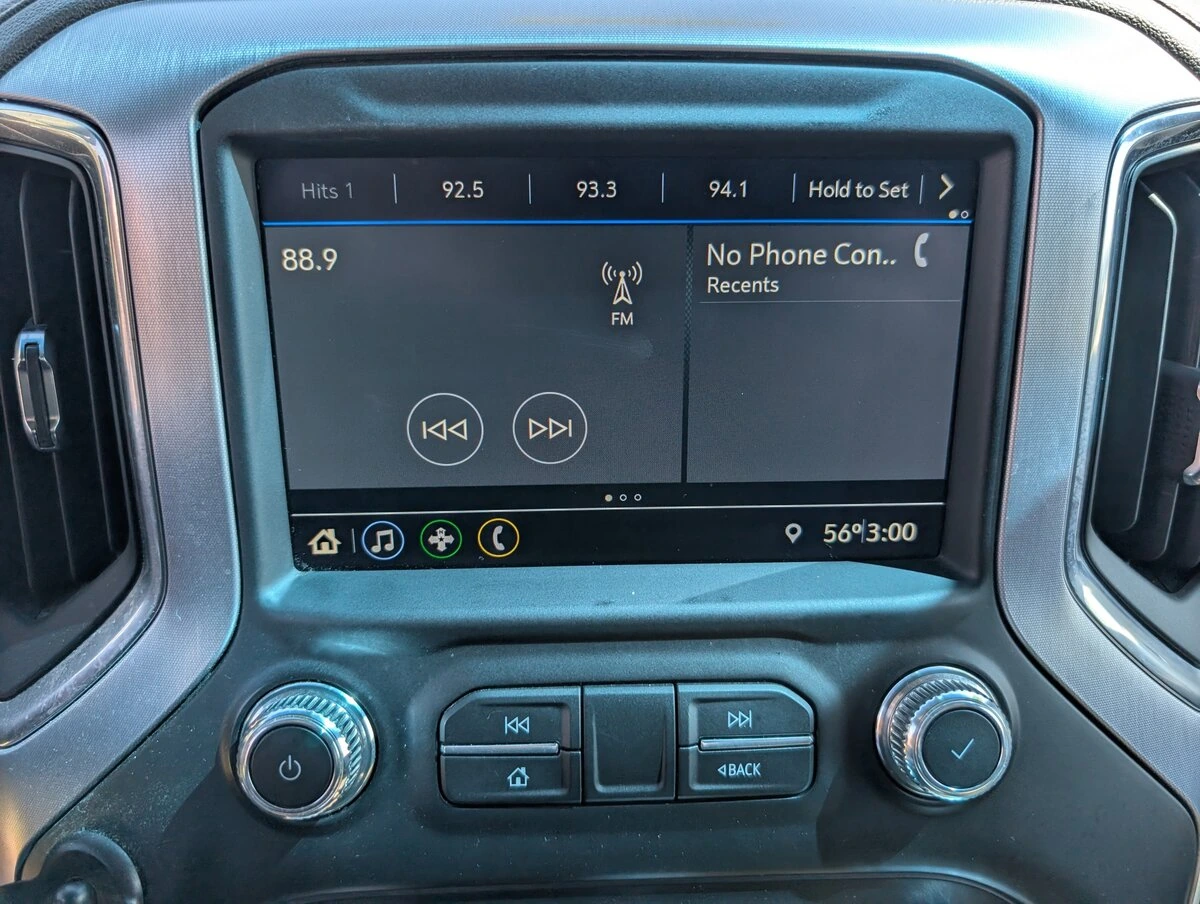 Hits 1 92.5 93.3 94.1 Hold to Set
88.9
FM
No Phone Con..
Recents
56° 3:00
BACK